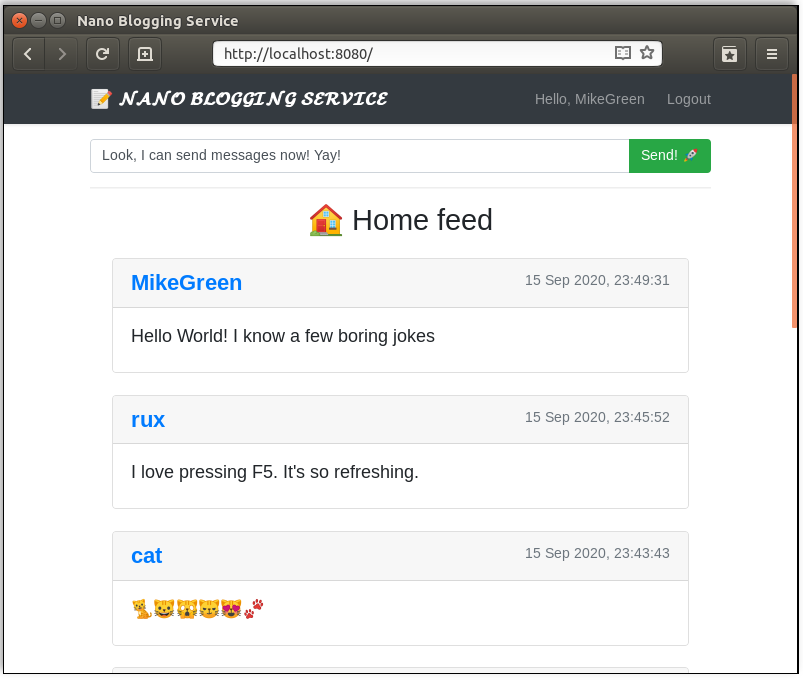 Nano Blogging Service
http://localhost:8080/
📝 𝓝𝓐𝓝𝓞 𝓑𝓛𝓞𝓖𝓖𝓘𝓝𝓖 𝓢𝓔𝓡𝓥𝓘𝓒𝓔 Hello, MikeGreen Logout
Look, I can send messages now! Yay! Send! 🚀
🏠 Home feed
MikeGreen 15 Sep 2020, 23:49:31
Hello World! I know a few boring jokes
rux 15 Sep 2020, 23:45:52
I love pressing F5. It's so refreshing.
cat 15 Sep 2020, 23:43:43
🐈😺🙀😽😻🐾